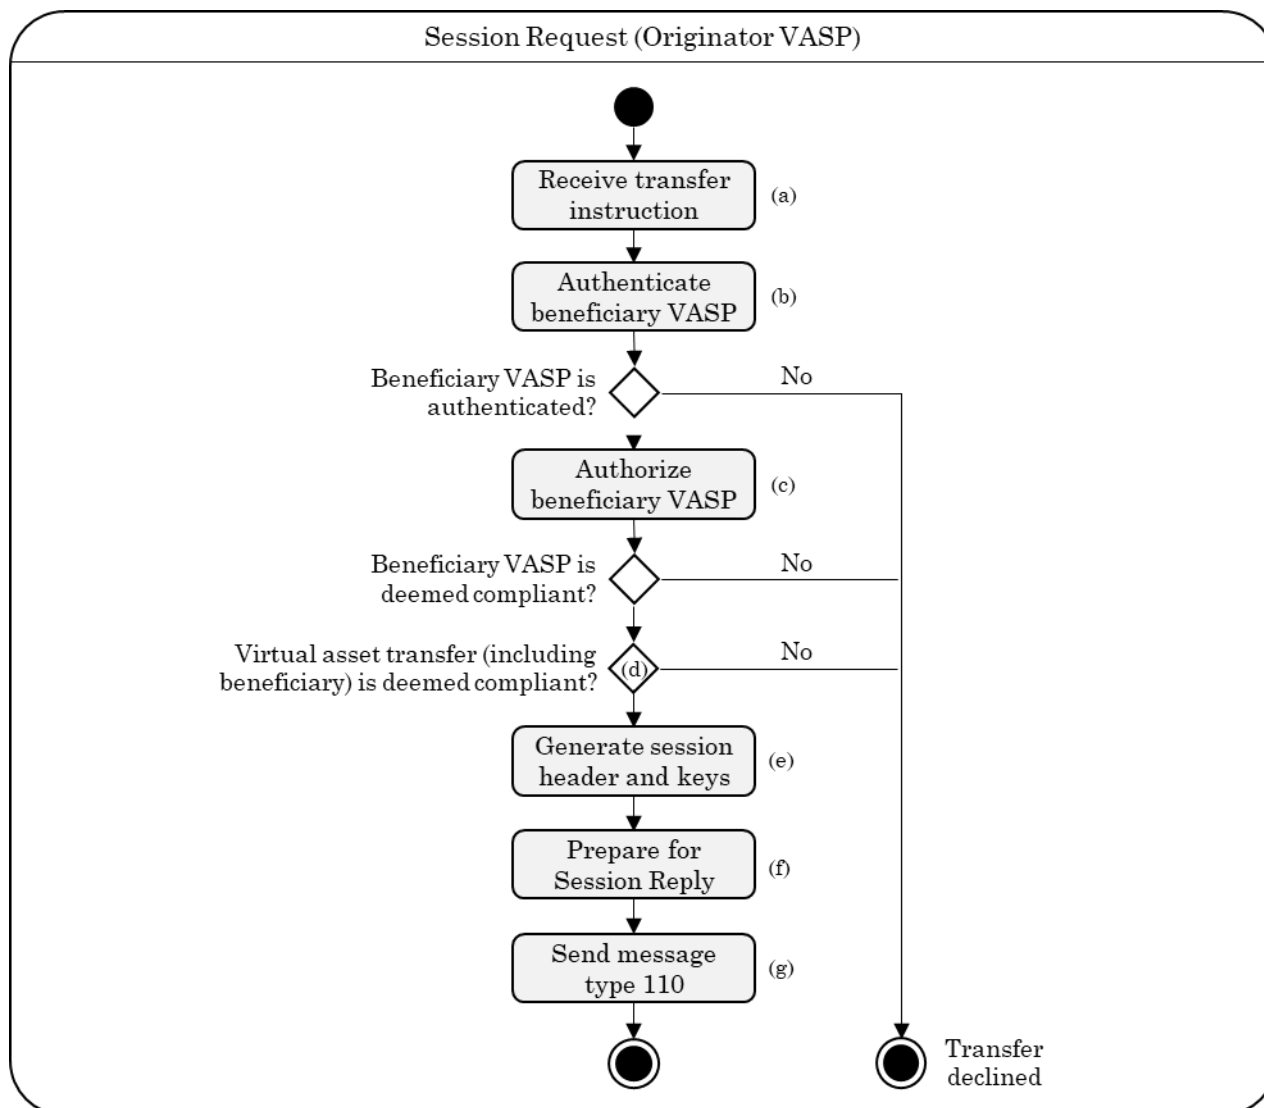 Session Request (Originator VASP)
Receive transfer
instruction
(a)
Authenticate
beneficiary VASP
(b)
Beneficiary VASP is
authenticated?
No
Authorize
beneficiary VASP
(c)
Beneficiary VASP is
deemed compliant?
No
Virtual asset transfer (including
beneficiary) is deemed compliant?
(d)
No
Generate session
header and keys
(e)
Prepare for
Session Reply
(f)
Send message
type 110
(g)
Transfer
declined